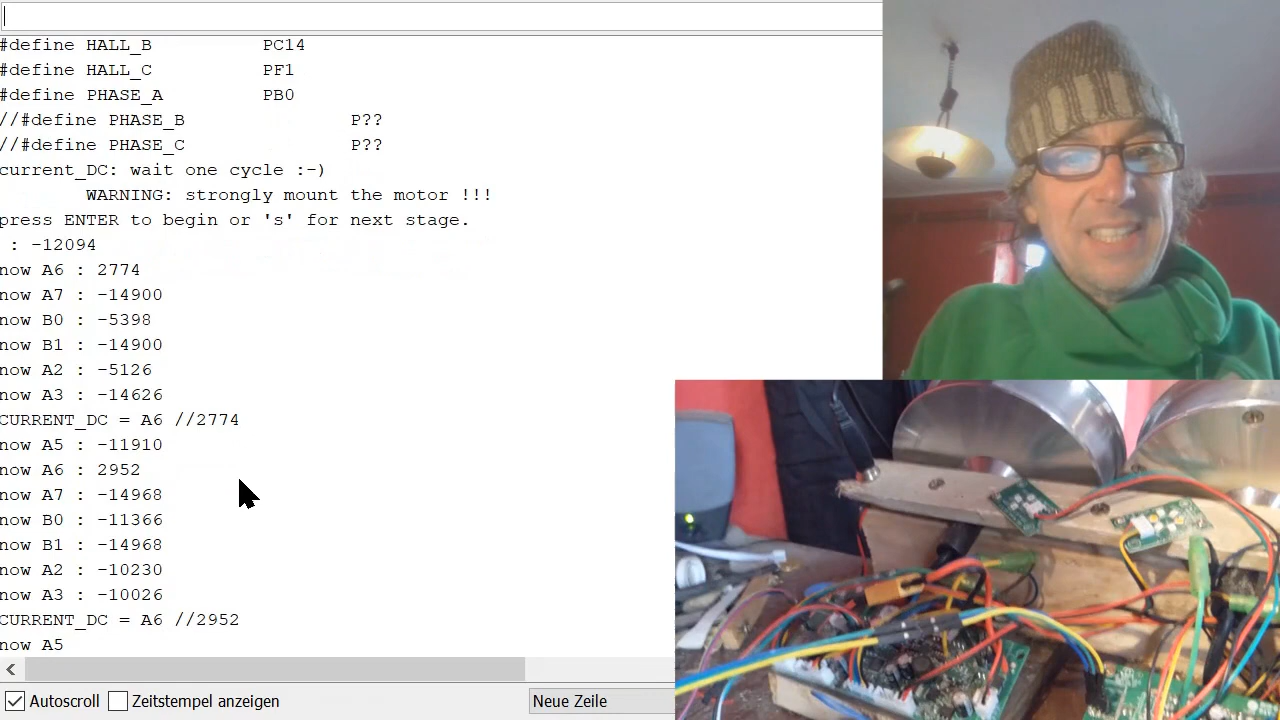 #define HALL_B PC14
#define HALL_C PF1
#define PHASE_A PB0
//#define PHASE_B P??
//#define PHASE_C P??
current_DC: wait one cycle :-)
WARNING: strongly mount the motor !!!
press ENTER to begin or 's' for next stage.
: -12094
now A6 : 2774
now A7 : -14900
now B0 : -5398
now B1 : -14900
now A2 : -5126
now A3 : -14626
CURRENT_DC = A6 //2774
now A5 : -11910
now A6 : 2952
now A7 : -14968
now B0 : -11366
now B1 : -14968
now A2 : -10230
now A3 : -10026
CURRENT_DC = A6 //2952
now A5
Autoscroll Zeitstempel anzeigen Neue Zeile